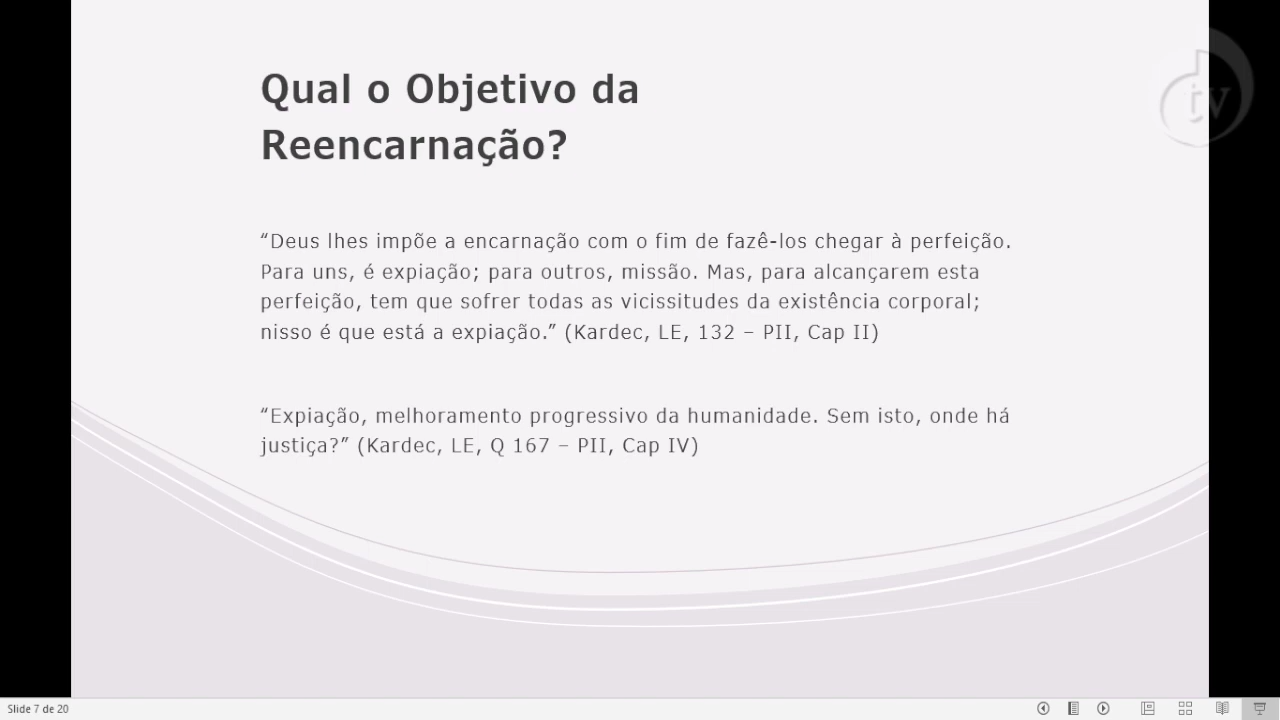 tv
Qual o Objetivo da
Reencarnação?
“Deus lhes impõe a encarnação com o fim de fazê-los chegar à perfeição.
Para uns, é expiação; para outros, missão. Mas, para alcançarem esta
perfeição, tem que sofrer todas as vicissitudes da existência corporal;
nisso é que está a expiação.” (Kardec, LE, 132 – PII, Cap II)
“Expiação, melhoramento progressivo da humanidade. Sem isto, onde há
justiça?” (Kardec, LE, Q 167 – PII, Cap IV)
Slide 7 de 20